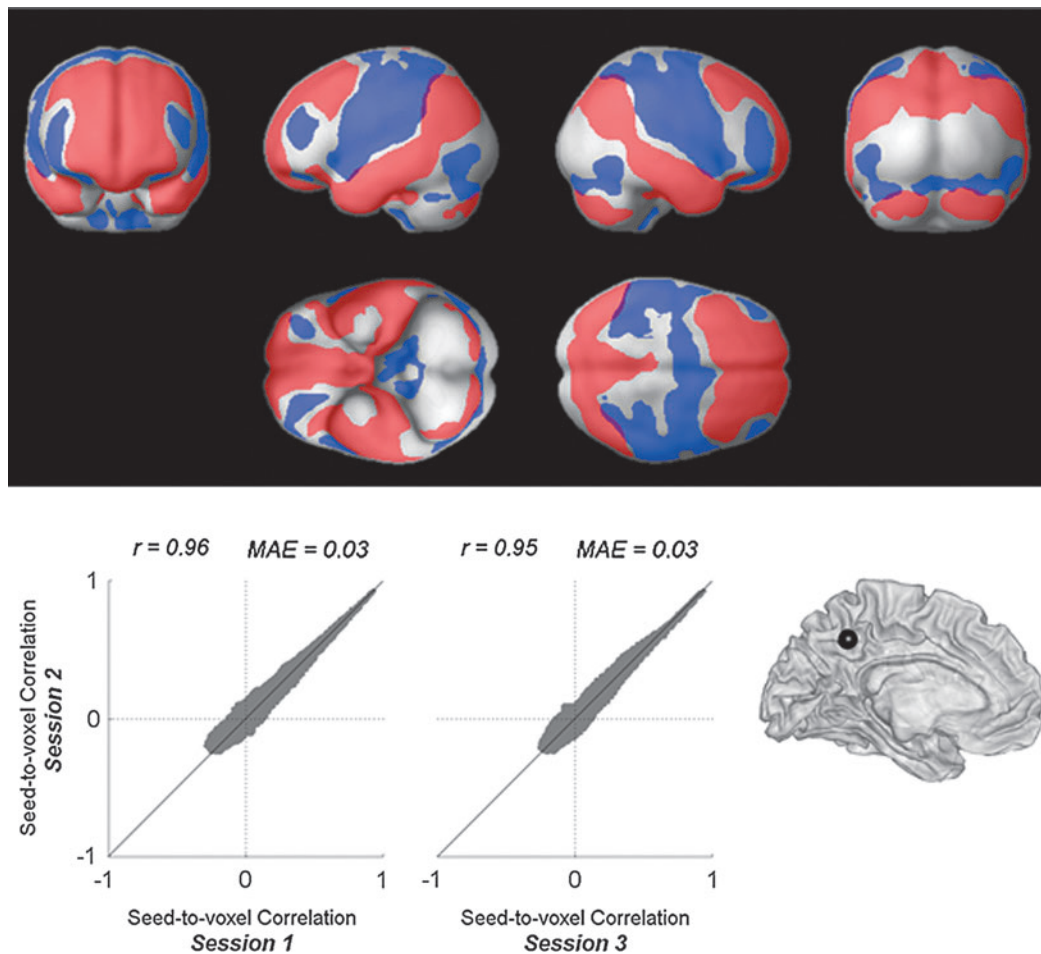 r = 0.96 MAE = 0.03
r = 0.95 MAE = 0.03
Seed-to-voxel Correlation
Session 2
1
0
-1
-1 0 1
-1 0 1
Seed-to-voxel Correlation
Session 1
Seed-to-voxel Correlation
Session 3